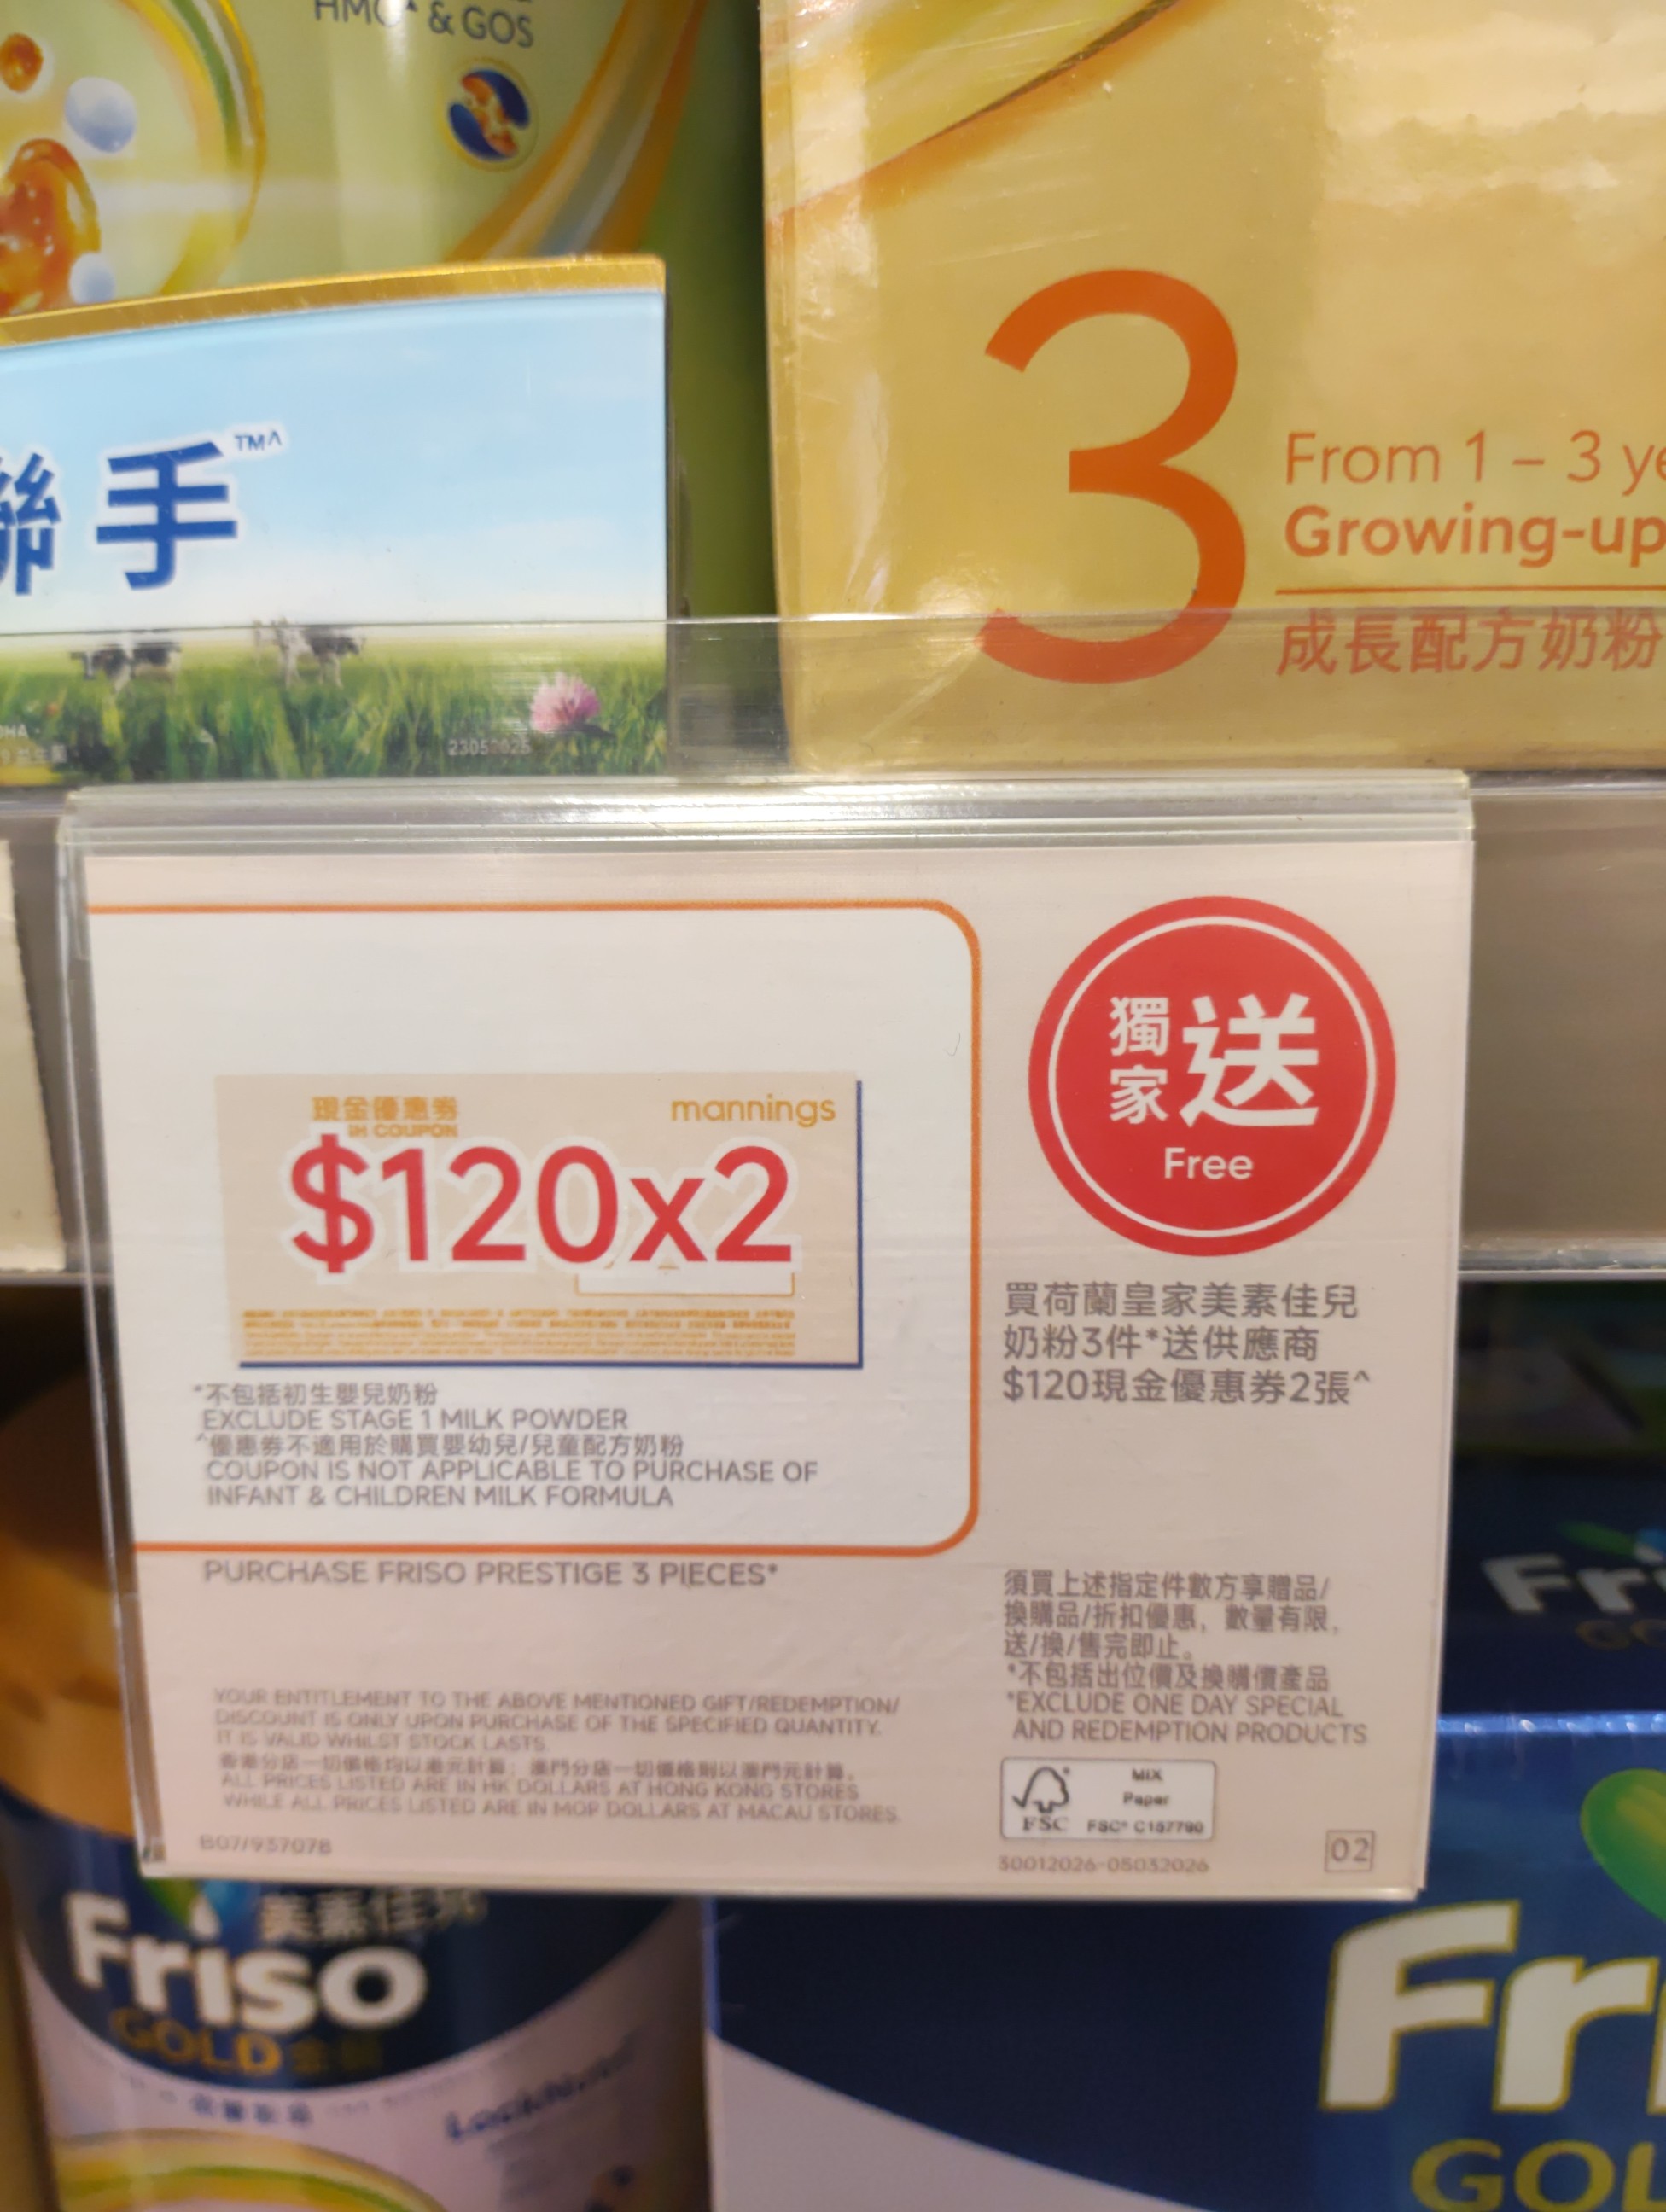 & GOS
聯手™^
23052025
3
From 1 – 3
Growing-up
成長配方奶粉
獨家送
Free
現金優惠券
COUPON
mannings
$120x2
買荷蘭皇家美素佳兒
奶粉3件*送供應商
$120現金優惠券2張^
*不包括初生嬰兒奶粉
EXCLUDE STAGE 1 MILK POWDER
^優惠券不適用於購買嬰幼兒/兒童配方奶粉
COUPON IS NOT APPLICABLE TO PURCHASE OF
INFANT & CHILDREN MILK FORMULA
PURCHASE FRISO PRESTIGE 3 PIECES*
須買上述指定件數方享贈品/
換購品/折扣優惠，數量有限，
送/換/售完即止。
*不包括出位價及換購價產品
*EXCLUDE ONE DAY SPECIAL
AND REDEMPTION PRODUCTS
YOUR ENTITLEMENT TO THE ABOVE MENTIONED GIFT/REDEMPTION/
DISCOUNT IS ONLY UPON PURCHASE OF THE SPECIFIED QUANTITY.
IT IS VALID WHILST STOCK LASTS.
香港分店一切價格均以港元計算；澳門分店一切價格則以澳門元計算。
ALL PRICES LISTED ARE IN HK DOLLARS AT HONG KONG STORES
WHILE ALL PRICES LISTED ARE IN MOP DOLLARS AT MACAU STORES.
B07/937078
FSC
MIX
Paper
FSC® C157790
30012026-05032026
02
美素佳兒
Friso
GOLD
Fri
GOL